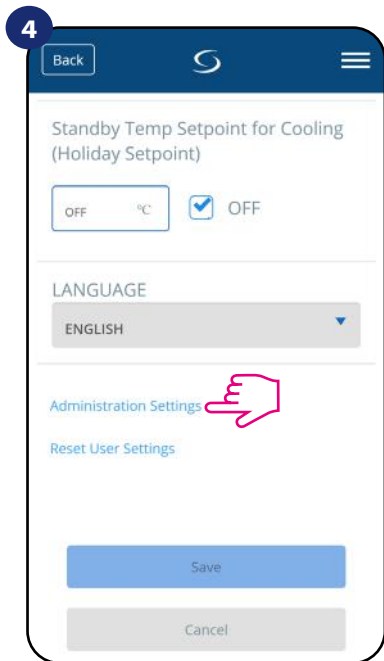 4
Back
Standby Temp Setpoint for Cooling
(Holiday Setpoint)
OFF °C OFF
LANGUAGE
ENGLISH
Administration Settings
Reset User Settings
Save
Cancel